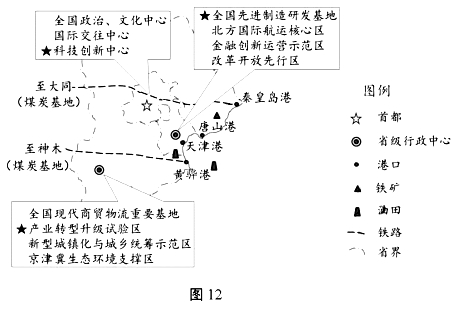 全国政治、文化中心
国际交往中心
★科技创新中心
★全国先进制造研发基地
北方国际航运核心区
金融创新运营示范区
改革开放先行区
至大同
(煤炭基地)
秦皇岛港
唐山港
天津港
至神木
(煤炭基地)
黄骅港
全国现代商贸物流重要基地
★产业转型升级试验区
新型城镇化与城乡统筹示范区
京津冀生态环境支撑区
图例
首都
省级行政中心
港口
铁矿
油田
铁路
省界
图12